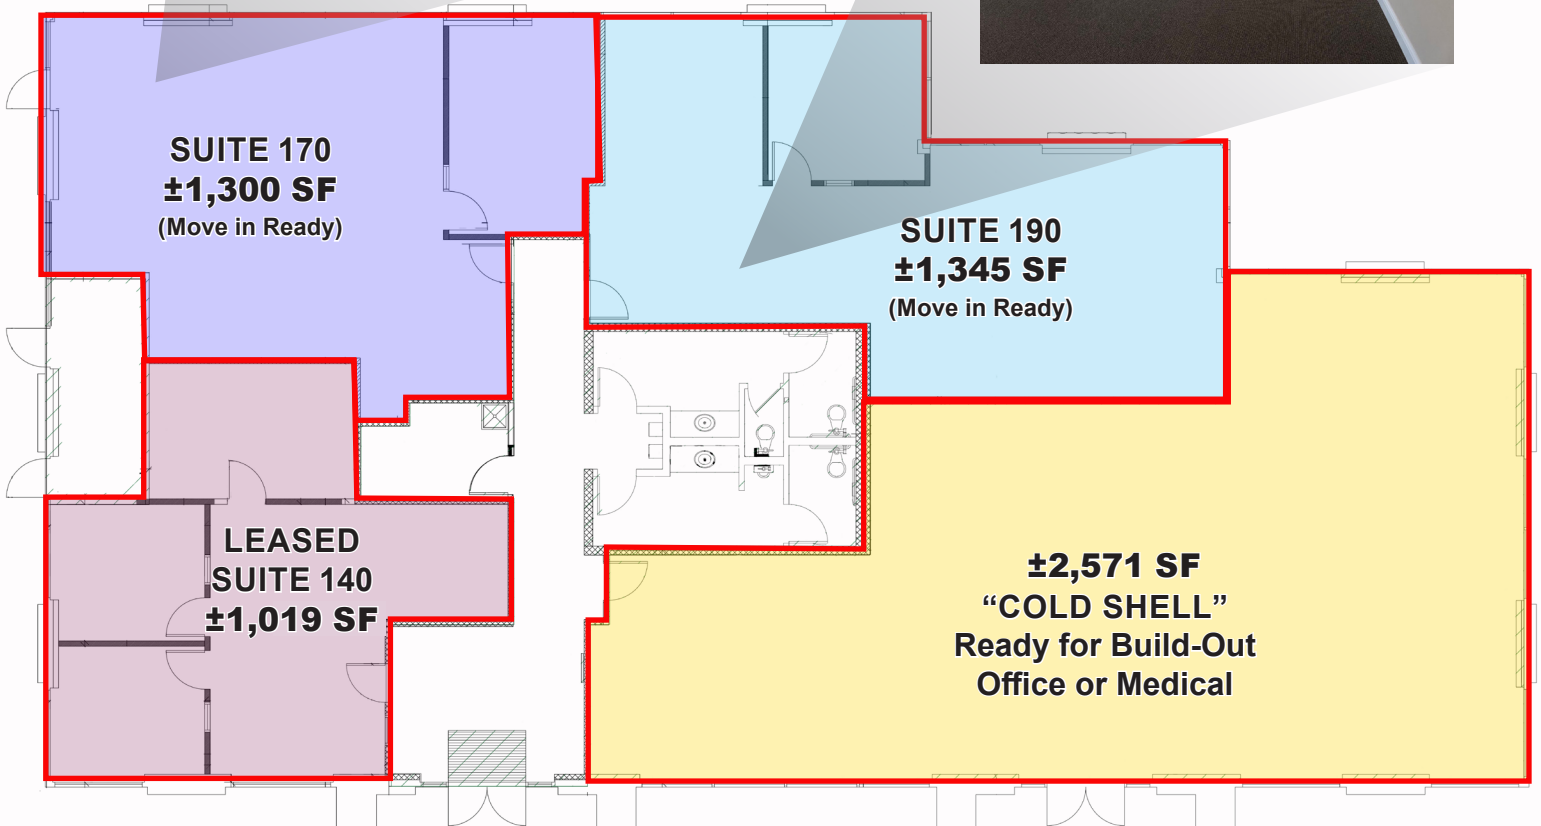 SUITE 170
±1,300 SF
(Move in Ready)
SUITE 190
±1,345 SF
(Move in Ready)
LEASED
SUITE 140
±1,019 SF
±2,571 SF
“COLD SHELL”
Ready for Build-Out
Office or Medical